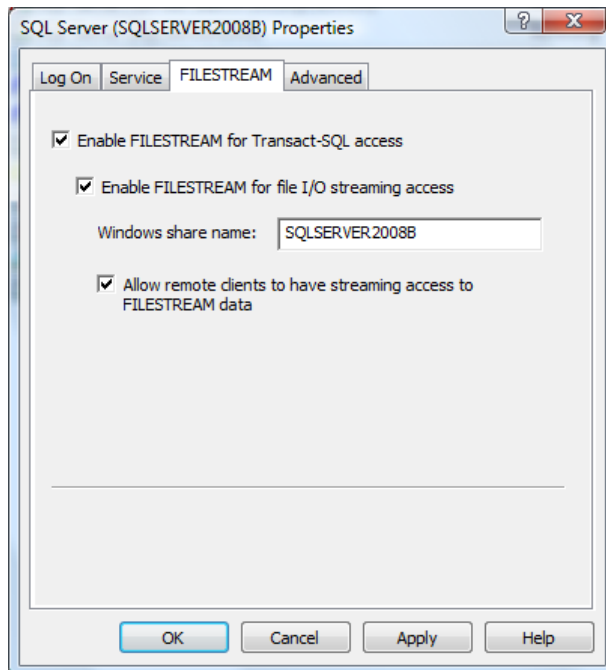 SQL Server (SQLSERVER2008B) Properties
Log On Service FILESTREAM Advanced
Enable FILESTREAM for Transact-SQL access
Enable FILESTREAM for file I/O streaming access
Windows share name: SQLSERVER2008B
Allow remote clients to have streaming access to
FILESTREAM data
OK Cancel Apply Help